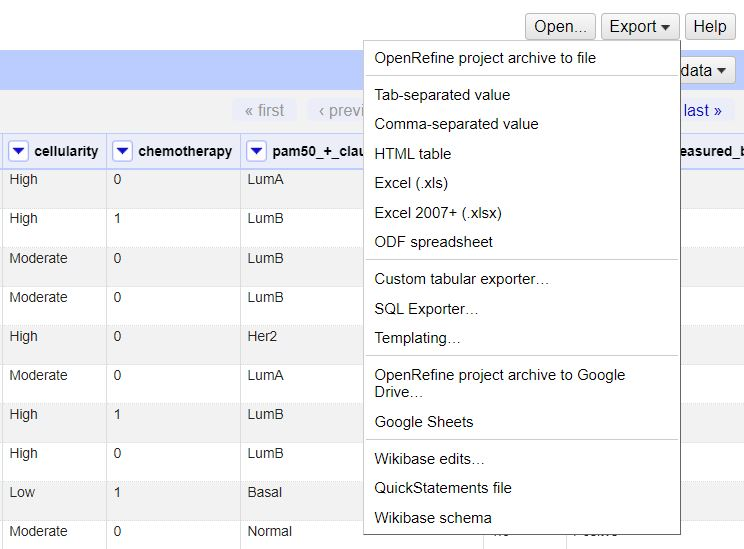 Open... Export Help
OpenRefine project archive to file
data
Tab-separated value
« first ‹ previ last »
Comma-separated value
HTML table
cellularity chemotherapy pam50_+_clau easured_b
High 0 LumA
Excel (.xls)
Excel 2007+ (.xlsx)
High 1 LumB
ODF spreadsheet
Moderate 0 LumB
Custom tabular exporter…
Moderate 0 LumB
SQL Exporter…
High 0 Her2
Templating…
Moderate 0 LumA
OpenRefine project archive to Google
Drive…
High 1 LumB
Google Sheets
High 0 LumB
Wikibase edits…
Low 1 Basal
QuickStatements file
Wikibase schema
Moderate 0 Normal